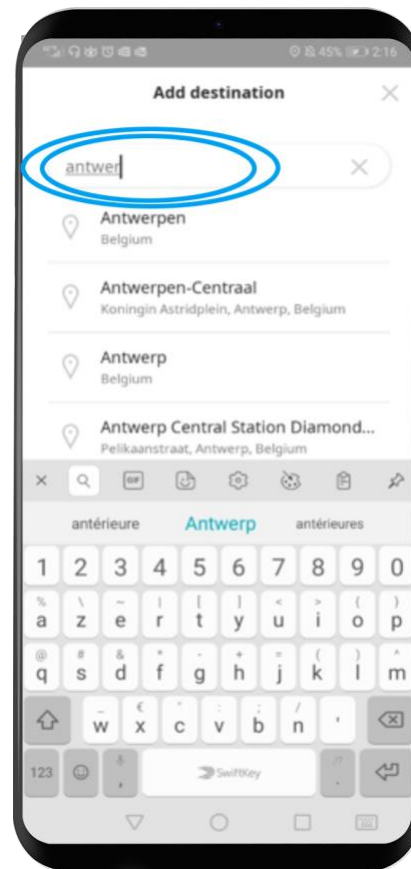 45% 2:16
Add destination
antwer
Antwerpen
Belgium
Antwerpen-Centraal
Koningin Astridplein, Antwerp, Belgium
Antwerp
Belgium
Antwerp Central Station Diamond...
Pelikaanstraat, Antwerp, Belgium
GIF
antérieure Antwerp antérieures
1 2 3 4 5 6 7 8 9 0
% \ ~ | [ ] < > { }
a z e r t y u i o p
@ # & * - + = ( ) ^
q s d f g h j k l m
_ € " : ; /
w x c v b n '
123 , SwiftKey !? .